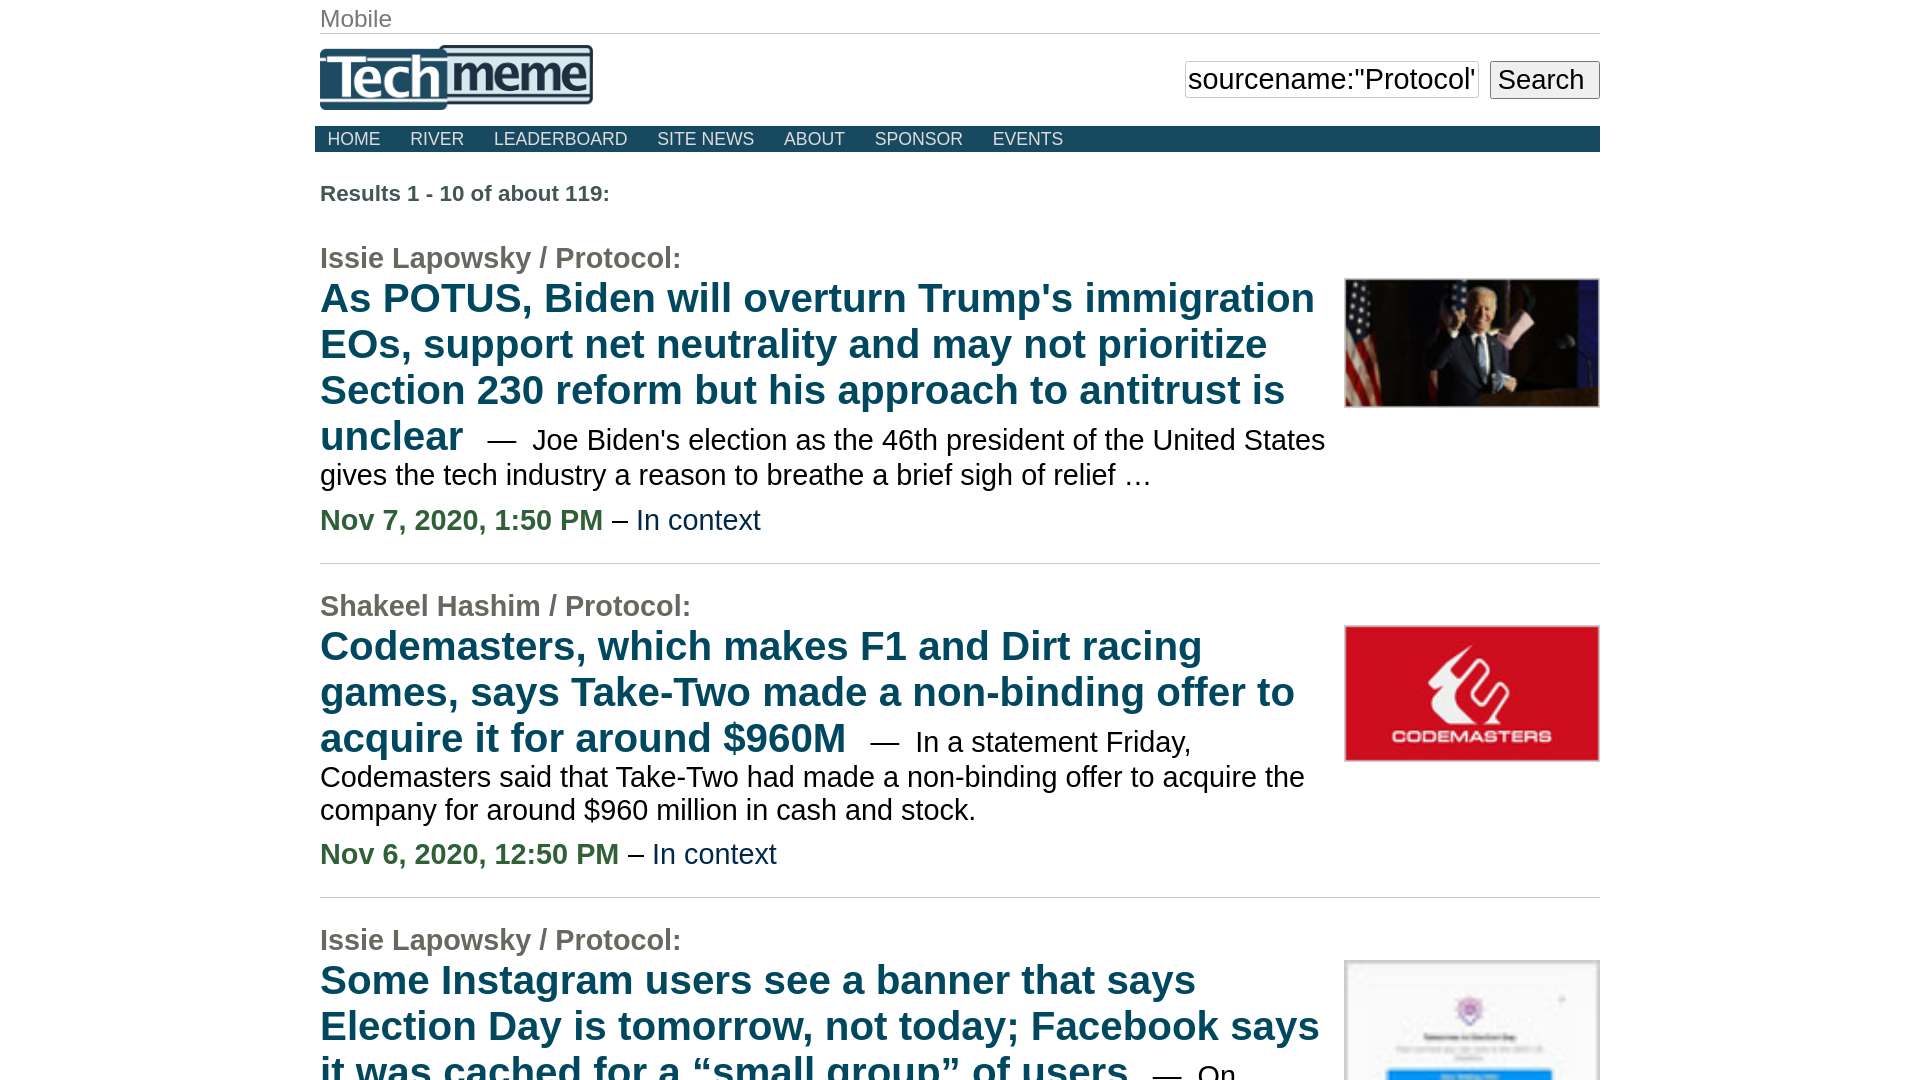 Mobile
Techmeme
sourcename:"Protocol" Search
HOME RIVER LEADERBOARD SITE NEWS ABOUT SPONSOR EVENTS
Results 1 - 10 of about 119:
Issie Lapowsky / Protocol:
As POTUS, Biden will overturn Trump's immigration
EOs, support net neutrality and may not prioritize
Section 230 reform but his approach to antitrust is
unclear — Joe Biden's election as the 46th president of the United States
gives the tech industry a reason to breathe a brief sigh of relief …
Nov 7, 2020, 1:50 PM – In context
Shakeel Hashim / Protocol:
Codemasters, which makes F1 and Dirt racing
games, says Take-Two made a non-binding offer to
acquire it for around $960M — In a statement Friday,
Codemasters said that Take-Two had made a non-binding offer to acquire the
company for around $960 million in cash and stock.
CODEMASTERS
Nov 6, 2020, 12:50 PM – In context
Issie Lapowsky / Protocol:
Some Instagram users see a banner that says
Election Day is tomorrow, not today; Facebook says
it was cached for a “small group” of users — On